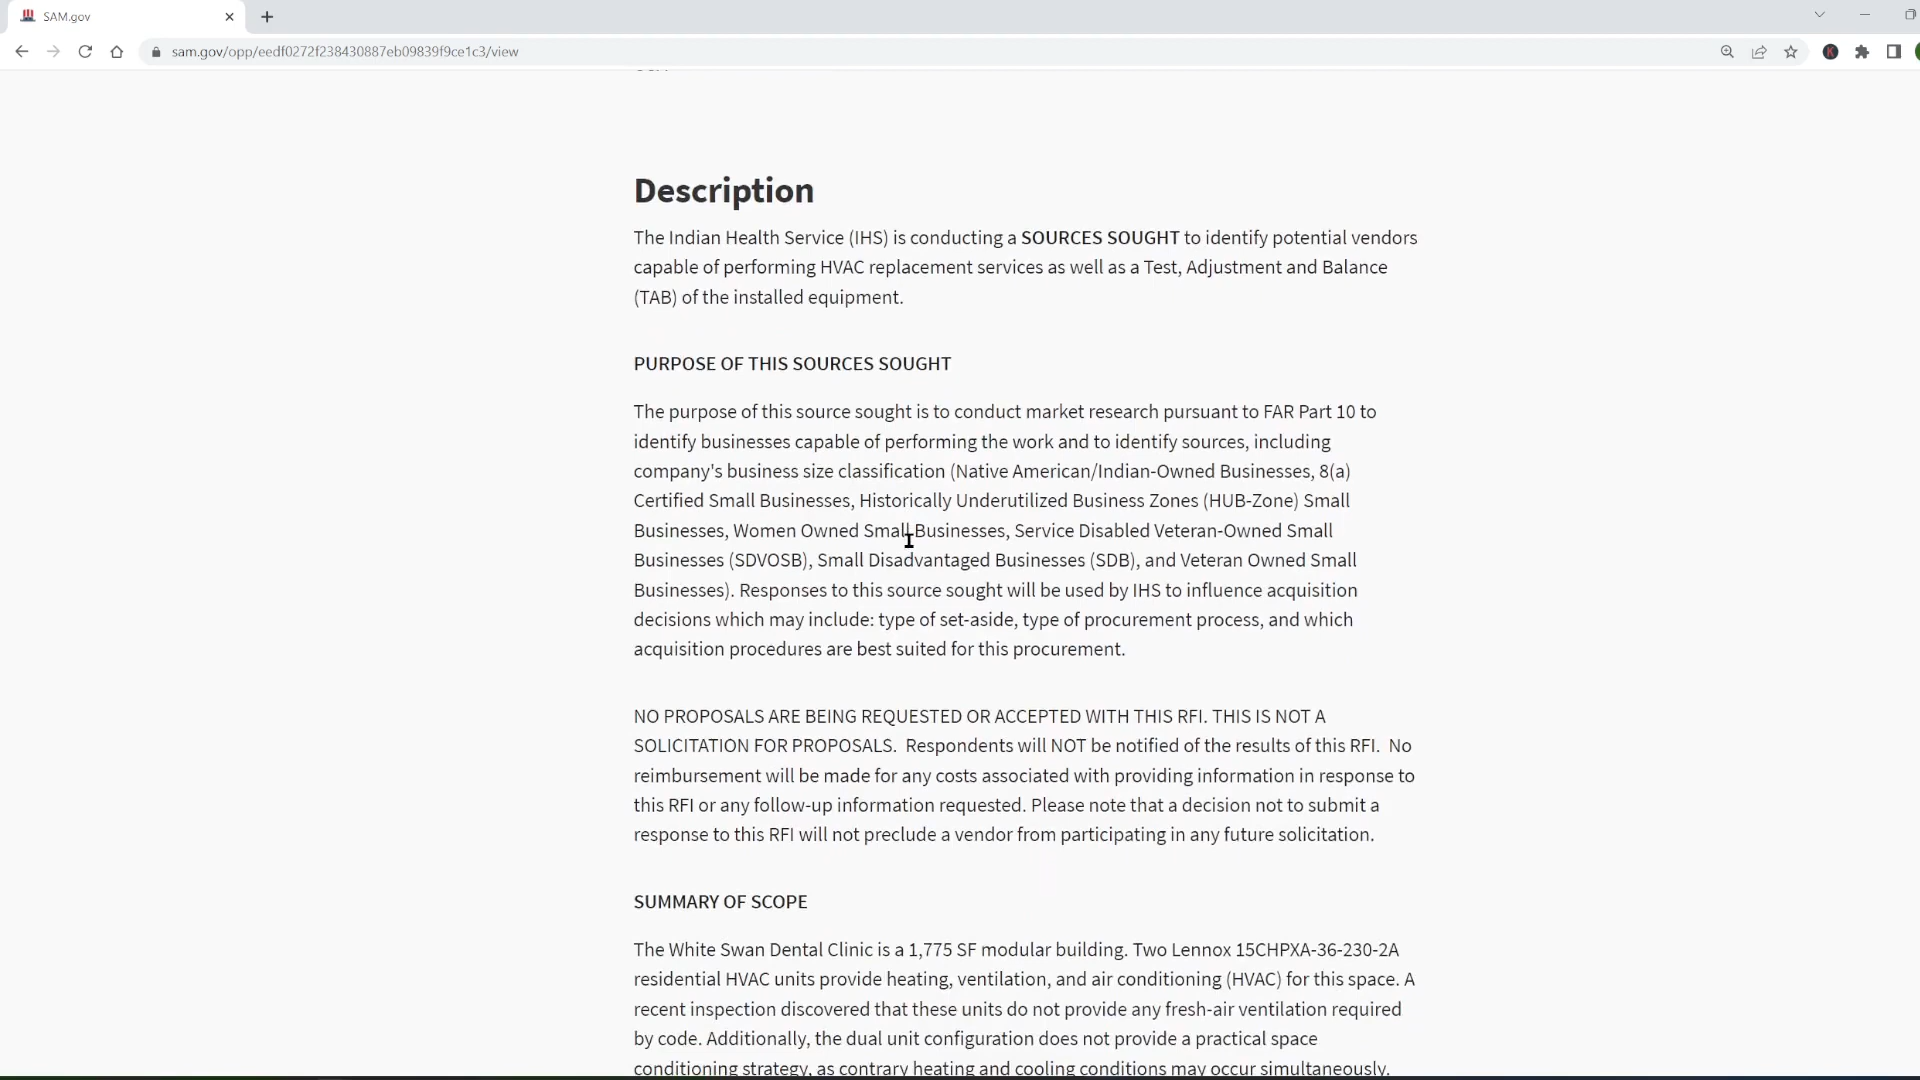 SAM.gov
sam.gov/opp/eedf0272f238430887eb09839f9ce1c3/view
K
Description
The Indian Health Service (IHS) is conducting a SOURCES SOUGHT to identify potential vendors
capable of performing HVAC replacement services as well as a Test, Adjustment and Balance
(TAB) of the installed equipment.
PURPOSE OF THIS SOURCES SOUGHT
The purpose of this source sought is to conduct market research pursuant to FAR Part 10 to
identify businesses capable of performing the work and to identify sources, including
company's business size classification (Native American/Indian-Owned Businesses, 8(a)
Certified Small Businesses, Historically Underutilized Business Zones (HUB-Zone) Small
Businesses, Women Owned Small Businesses, Service Disabled Veteran-Owned Small
Businesses (SDVOSB), Small Disadvantaged Businesses (SDB), and Veteran Owned Small
Businesses). Responses to this source sought will be used by IHS to influence acquisition
decisions which may include: type of set-aside, type of procurement process, and which
acquisition procedures are best suited for this procurement.
NO PROPOSALS ARE BEING REQUESTED OR ACCEPTED WITH THIS RFI. THIS IS NOT A
SOLICITATION FOR PROPOSALS.  Respondents will NOT be notified of the results of this RFI.  No
reimbursement will be made for any costs associated with providing information in response to
this RFI or any follow-up information requested. Please note that a decision not to submit a
response to this RFI will not preclude a vendor from participating in any future solicitation.
SUMMARY OF SCOPE
The White Swan Dental Clinic is a 1,775 SF modular building. Two Lennox 15CHPXA-36-230-2A
residential HVAC units provide heating, ventilation, and air conditioning (HVAC) for this space. A
recent inspection discovered that these units do not provide any fresh-air ventilation required
by code. Additionally, the dual unit configuration does not provide a practical space
conditioning strategy, as contrary heating and cooling conditions may occur simultaneously.